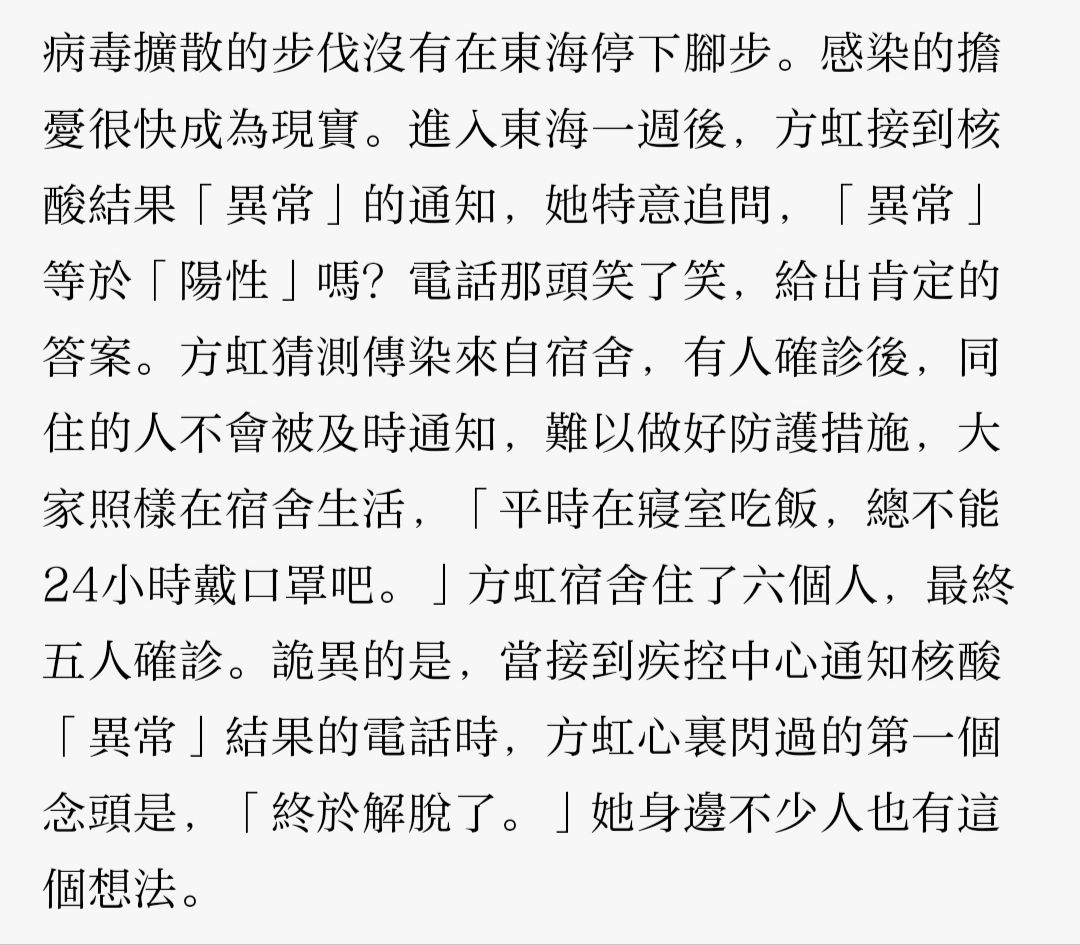 病毒擴散的步伐沒有在東海停下腳步。感染的擔
憂很快成為現實。進入東海一週後，方虹接到核
酸結果「異常」的通知，她特意追問，「異常」
等於「陽性」嗎？電話那頭笑了笑，給出肯定的
答案。方虹猜測傳染來自宿舍，有人確診後，同
住的人不會被及時通知，難以做好防護措施，大
家照樣在宿舍生活，「平時在寢室吃飯，總不能
24小時戴口罩吧。」方虹宿舍住了六個人，最終
五人確診。詭異的是，當接到疾控中心通知核酸
「異常」結果的電話時，方虹心裏閃過的第一個
念頭是，「終於解脫了。」她身邊不少人也有這
個想法。